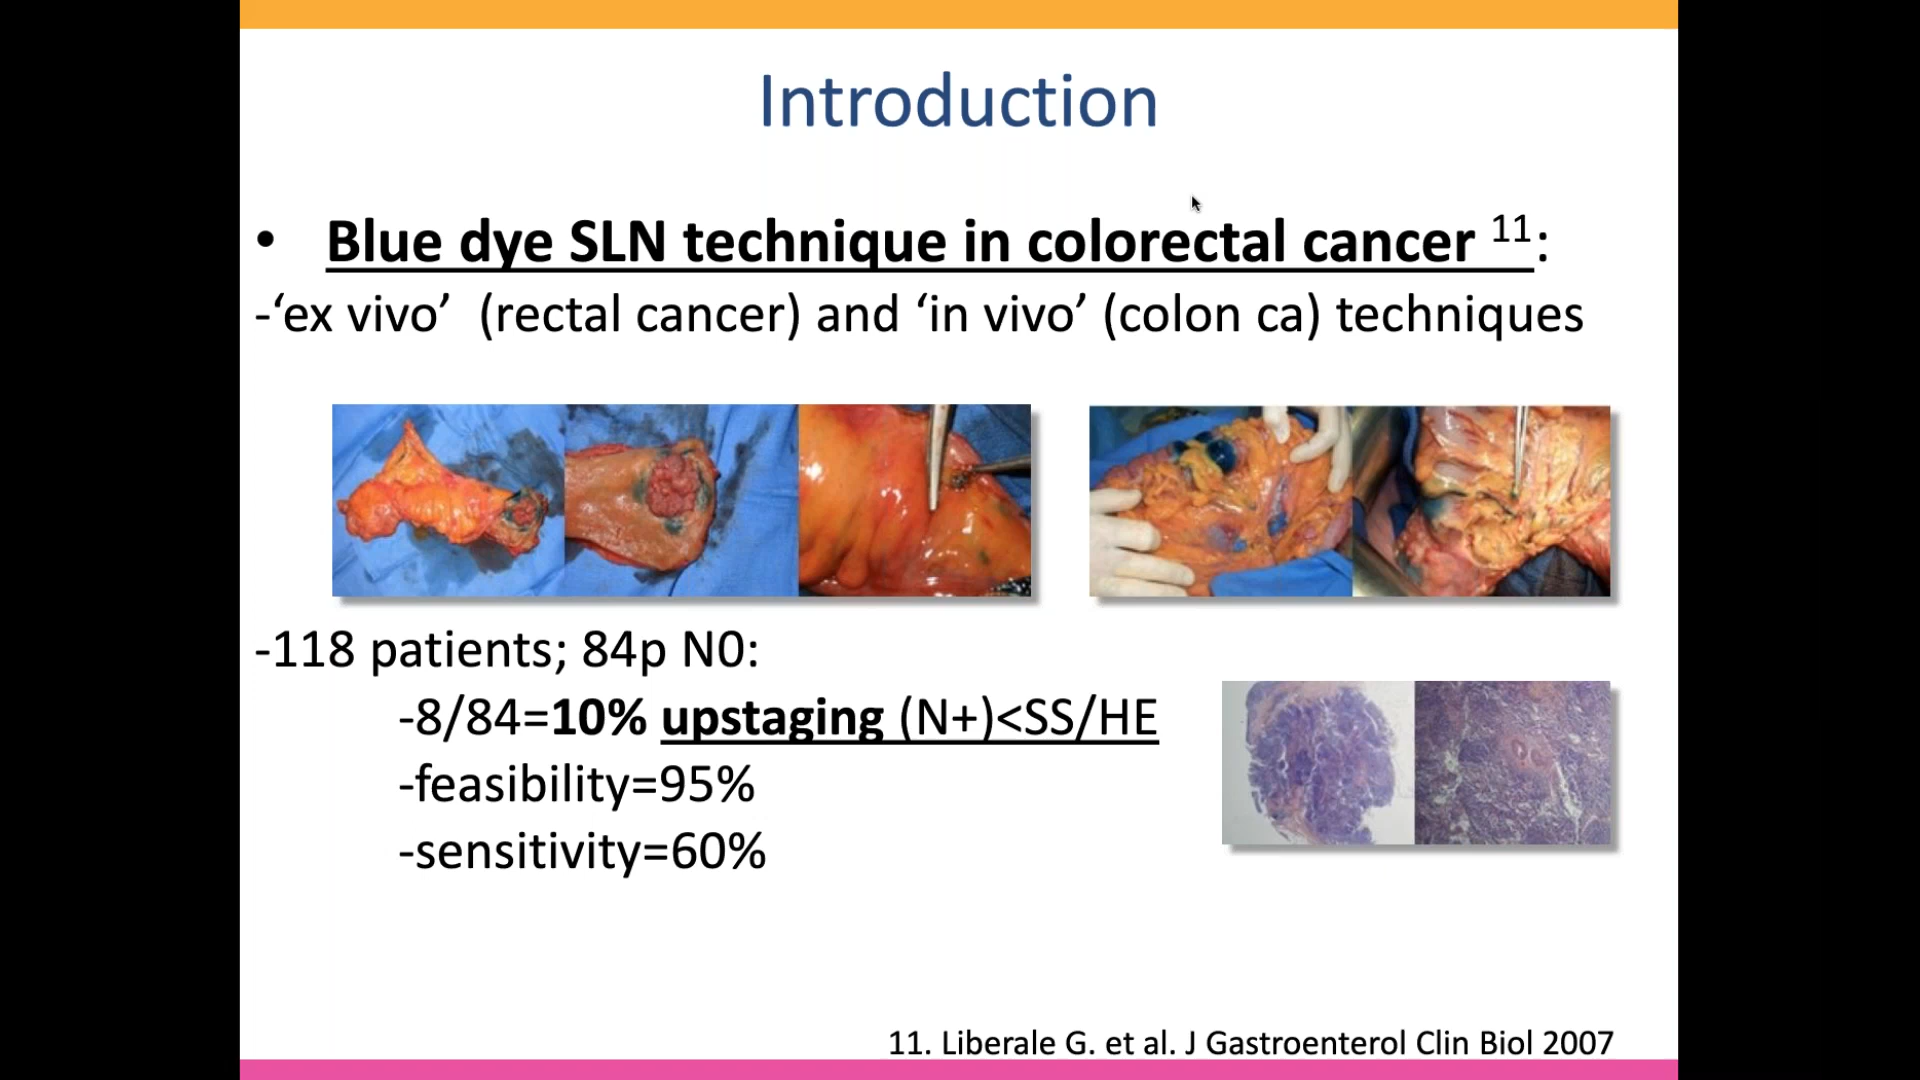 Introduction
• Blue dye SLN technique in colorectal cancer 11:
-‘ex vivo’ (rectal cancer) and ‘in vivo’ (colon ca) techniques
-118 patients; 84p N0:
-8/84=10% upstaging (N+)<SS/HE
-feasibility=95%
-sensitivity=60%
11. Liberale G. et al. J Gastroenterol Clin Biol 2007